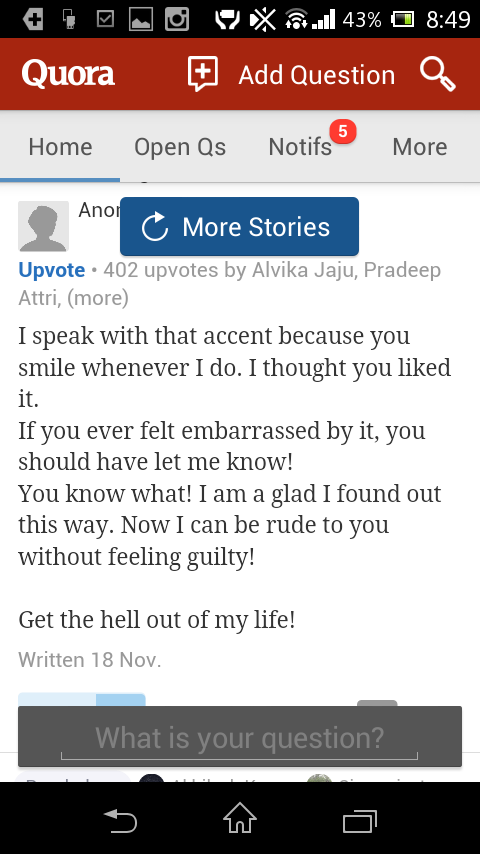 43% 8:49
Quora Add Question
Home Open Qs Notifs 5 More
More Stories
Upvote • 402 upvotes by Alvika Jaju, Pradeep
Attri, (more)
I speak with that accent because you
smile whenever I do. I thought you liked
it.
If you ever felt embarrassed by it, you
should have let me know!
You know what! I am a glad I found out
this way. Now I can be rude to you
without feeling guilty!
Get the hell out of my life!
Written 18 Nov.
What is your question?